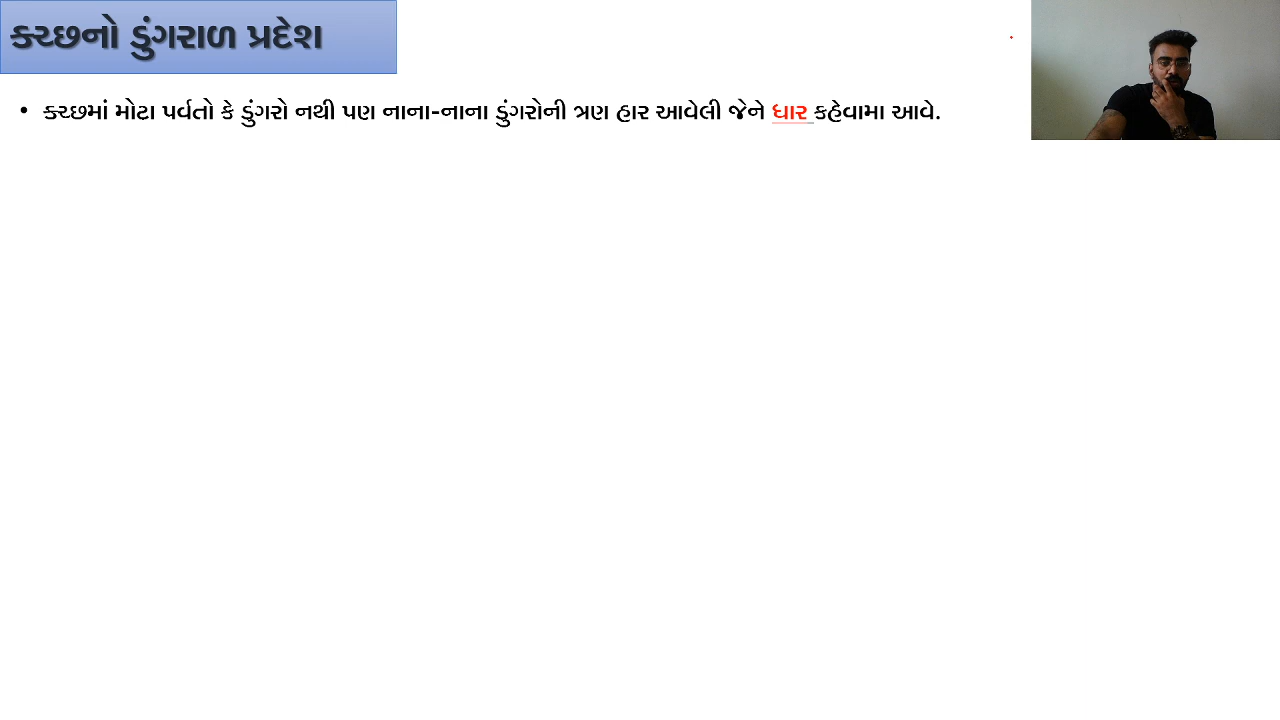 કચ્છનો ડુંગરાળ પ્રદેશ
• કચ્છમાં મોટા પર્વતો કે ડુંગરો નથી પણ નાના-નાના ડુંગરોની ત્રણ હાર આવેલી જેને ધાર કહેવામા આવે.